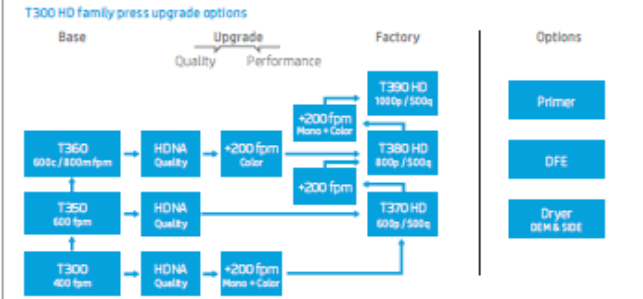 T300 HD family press upgrade options
Base
Upgrade
Factory
Options
Quality
Performance
T390 HD
1000p / 500q
Primer
+200 fpm
Mono + Color
T360
600c / 800m fpm
HDNA
Quality
+200 fpm
Color
T380 HD
800p / 500q
DFE
+200 fpm
T350
600 fpm
HDNA
Quality
T370 HD
600p / 500q
Dryer
DEM & SIDE
T300
400 fpm
HDNA
Quality
+200 fpm
Mono + Color